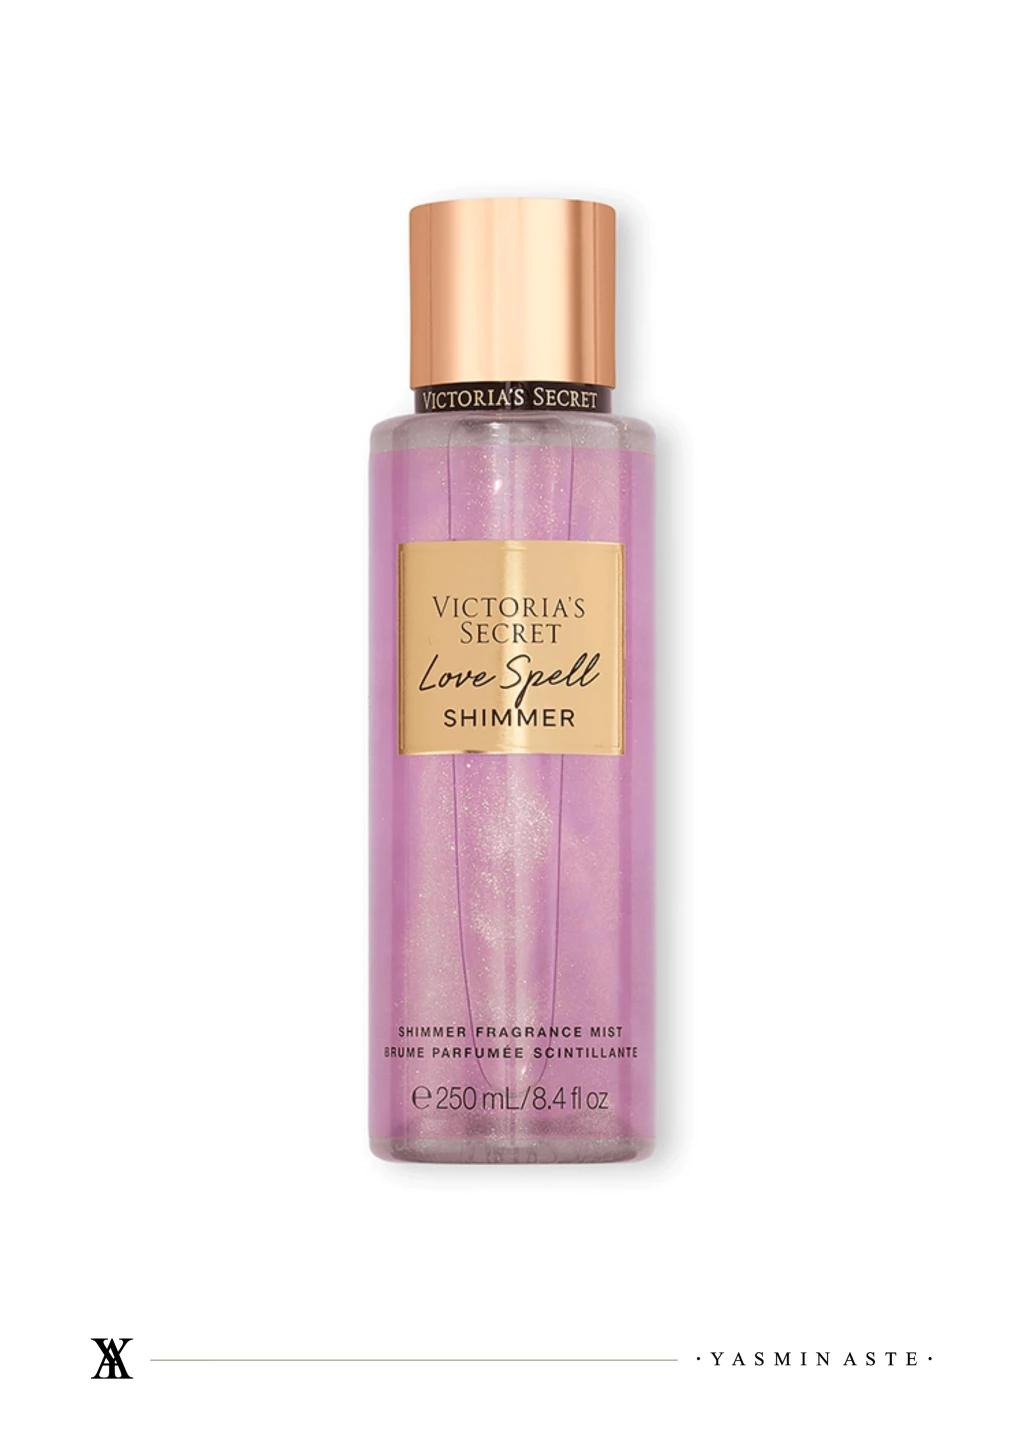 VICTORIA'S SECRET
VICTORIA'S
SECRET
Love Spell
SHIMMER
SHIMMER FRAGRANCE MIST
BRUME PARFUMÉE SCINTILLANTE
℮ 250 mL/8.4 fl oz
YA
· YASMIN ASTE ·